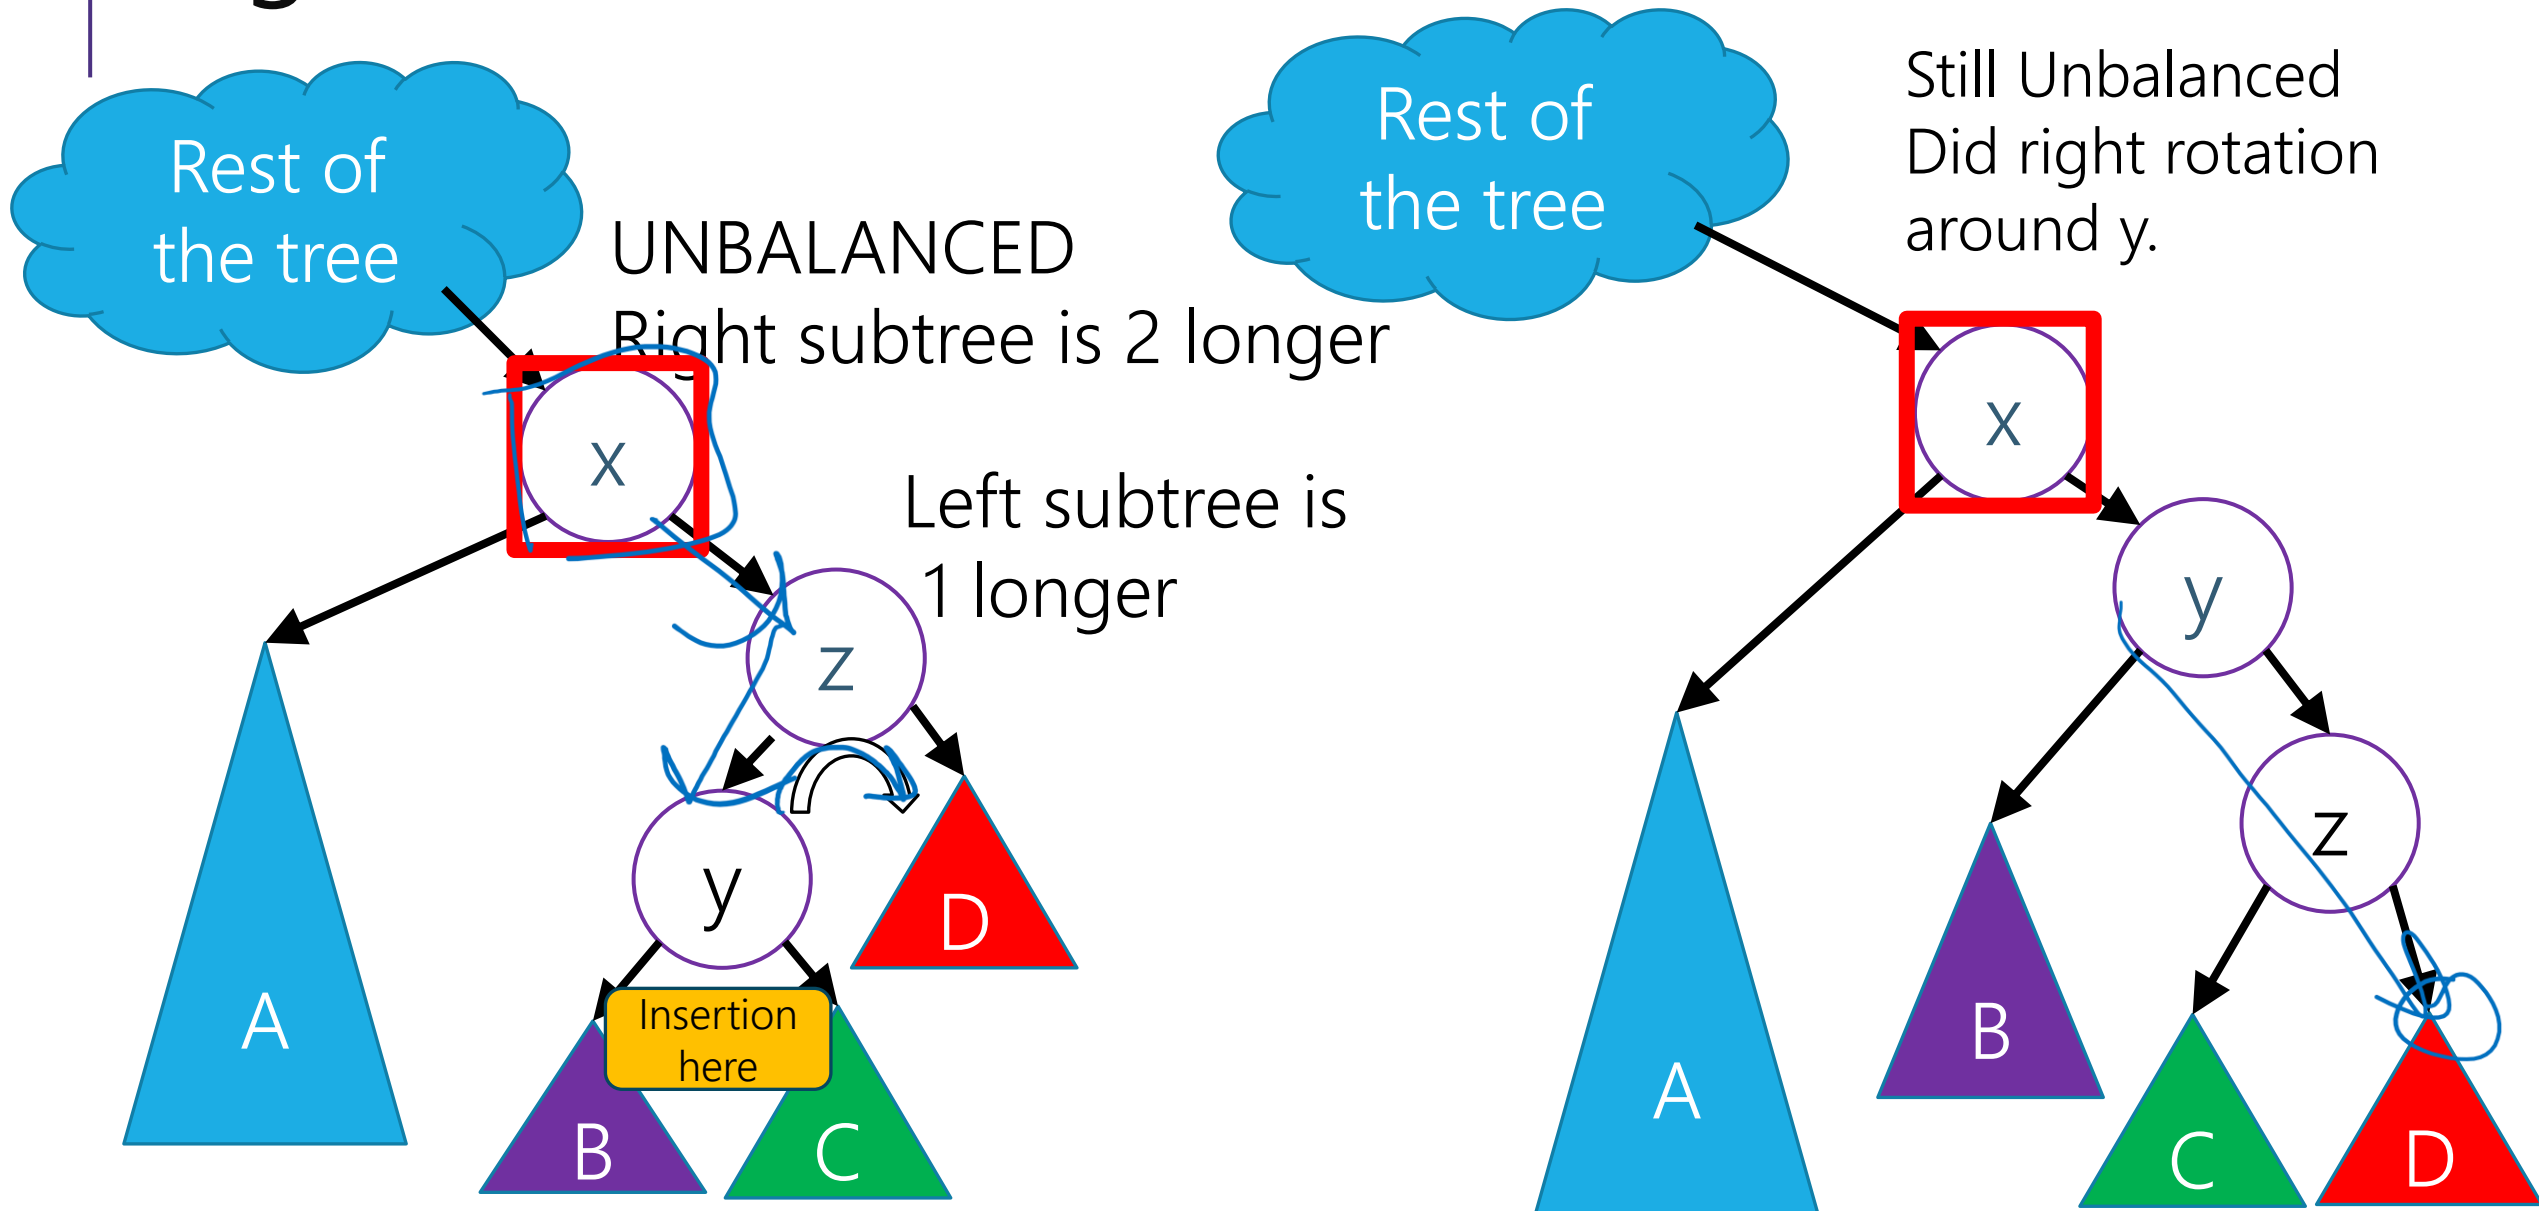 Rest of
the tree
UNBALANCED
Right subtree is 2 longer
x
Left subtree is
1 longer
z
y
D
A
Insertion
here
B
C
Rest of
the tree
Still Unbalanced
Did right rotation
around y.
x
y
z
A
B
C
D